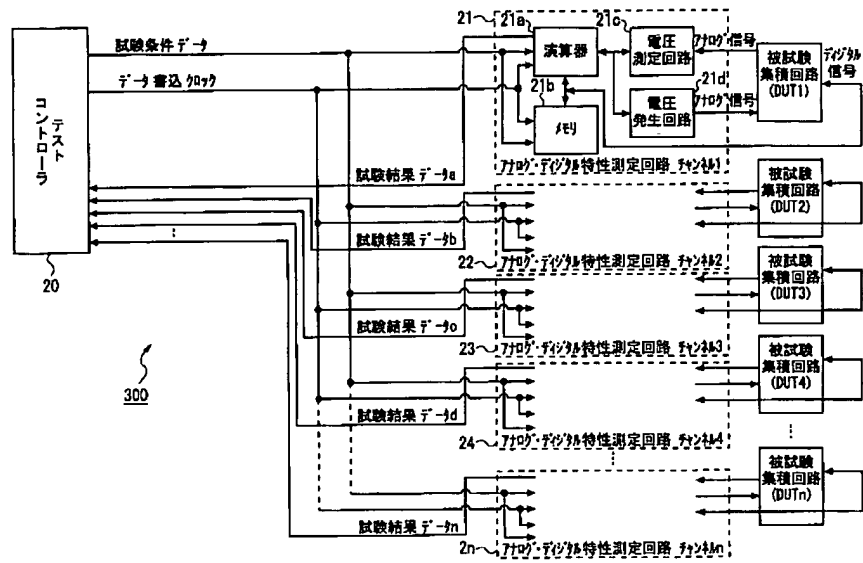 テスト
コントローラ
20
試験条件データ
データ書込クロック
21
21a
演算器
21b
メモリ
21c
電圧
測定回路
21d
電圧
発生回路
アナログ信号
アナログ信号
被試験
集積回路
(DUT1)
ディジタル
信号
試験結果データa
アナログ・ディジタル特性測定回路 チャンネル1
試験結果データb
22
アナログ・ディジタル特性測定回路 チャンネル2
被試験
集積回路
(DUT2)
試験結果データc
23
アナログ・ディジタル特性測定回路 チャンネル3
被試験
集積回路
(DUT3)
試験結果データd
24
アナログ・ディジタル特性測定回路 チャンネル4
被試験
集積回路
(DUT4)
試験結果データn
2n
アナログ・ディジタル特性測定回路 チャンネルn
被試験
集積回路
(DUTn)
300